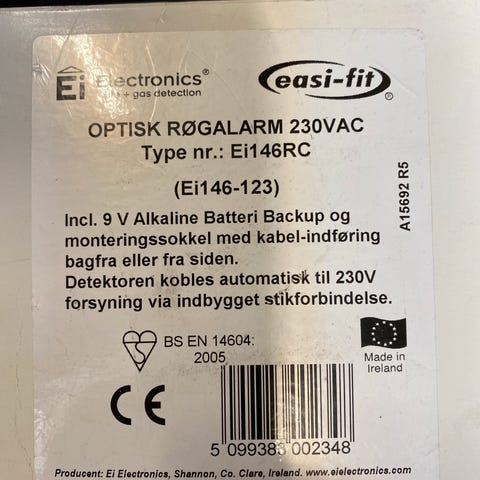 Ei Electronics®
+ gas detection
easi-fit®
OPTISK RØGALARM 230VAC
Type nr.: Ei146RC
(Ei146-123)
Incl. 9 V Alkaline Batteri Backup og
monteringssokkel med kabel-indføring
bagfra eller fra siden.
Detektoren kobles automatisk til 230V
forsyning via indbygget stikforbindelse.
A15692 R5
BS EN 14604:
2005
Made in
Ireland
CE
5 099383 002348
Producent: Ei Electronics, Shannon, Co. Clare, Ireland. www.eielectronics.com